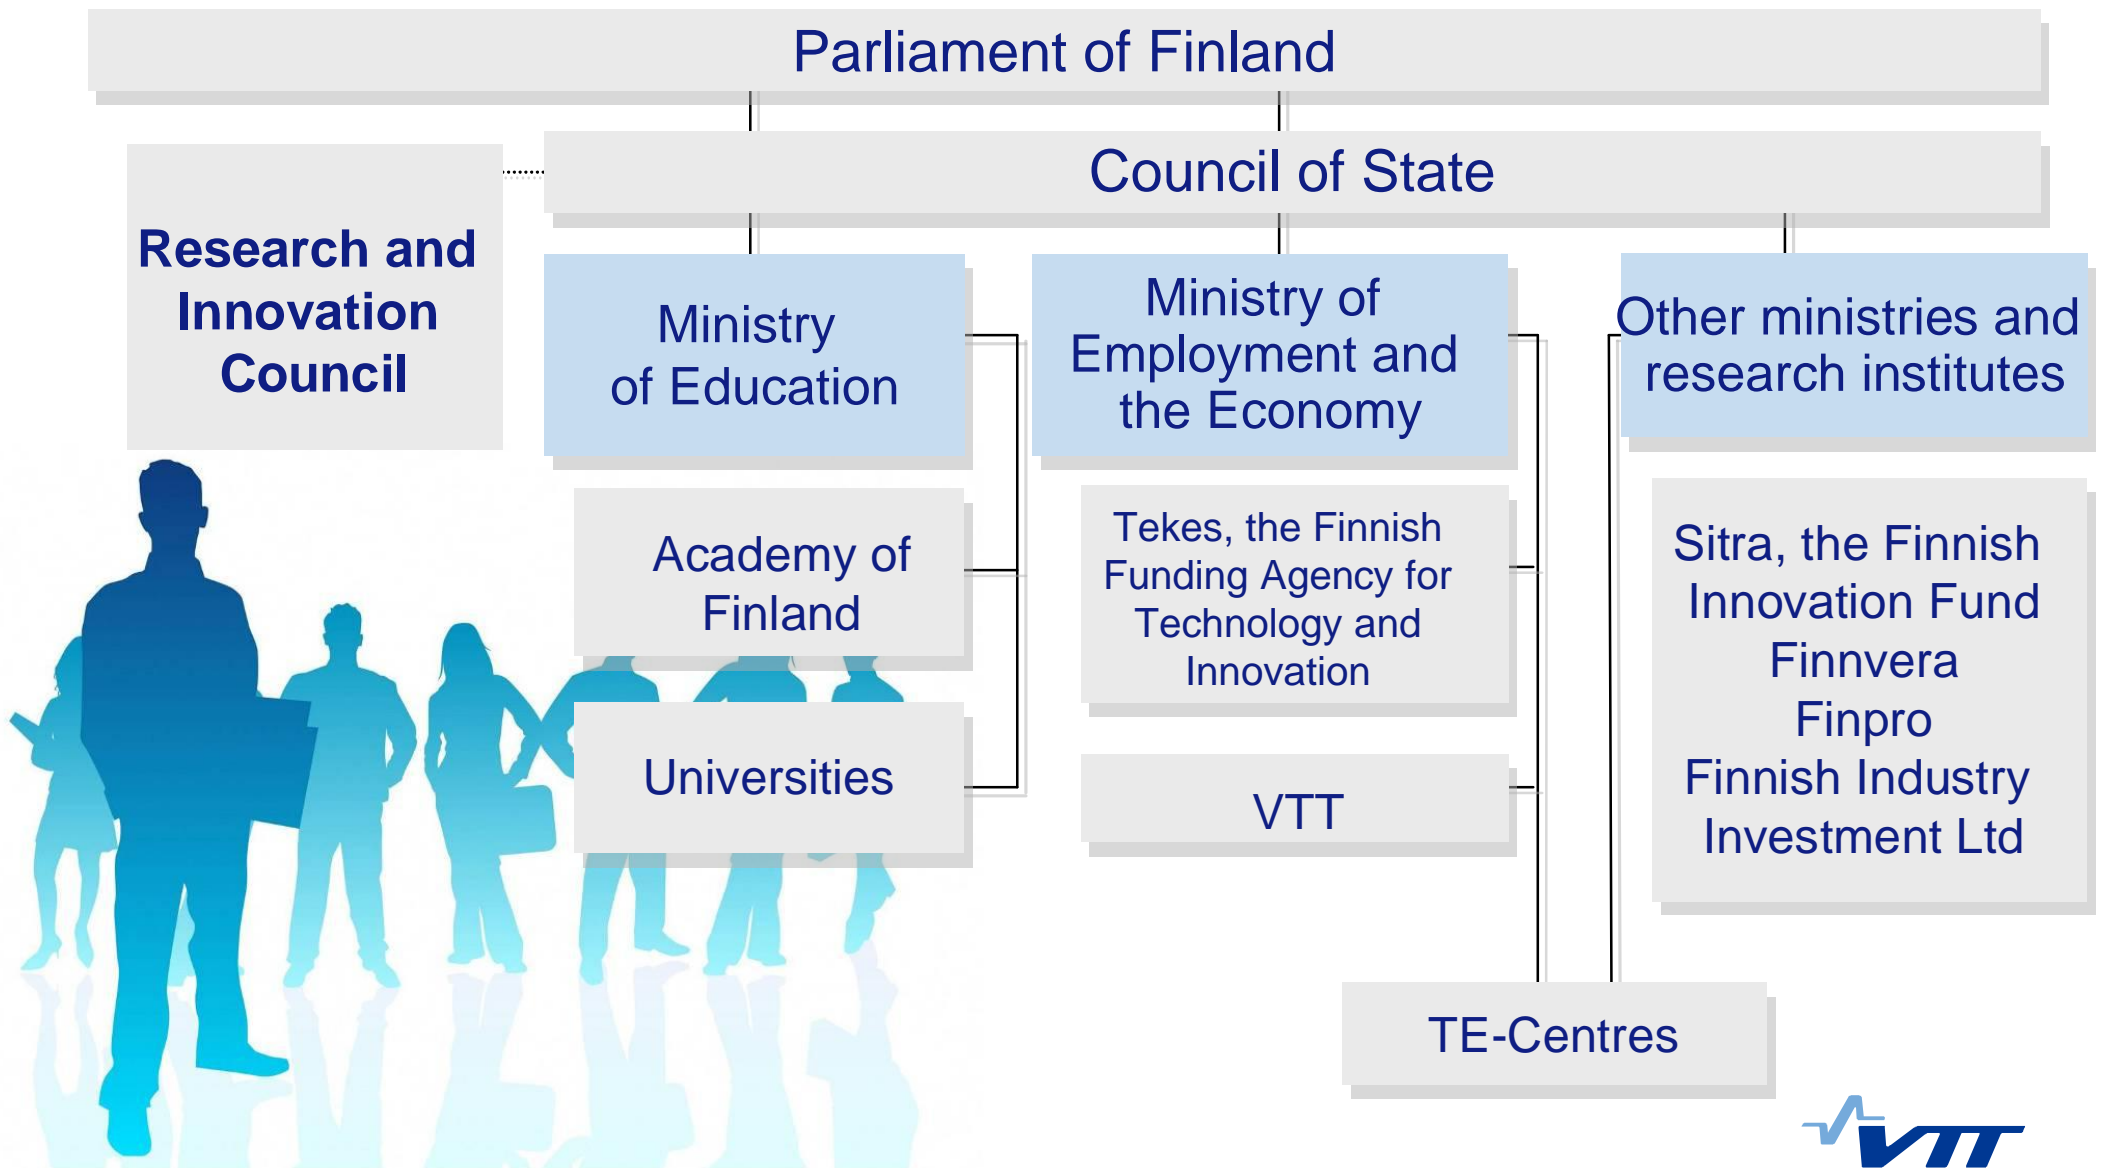 Parliament of Finland
Council of State
Research and
Innovation
Council
Ministry
of Education
Ministry of
Employment and
the Economy
Other ministries and
research institutes
Academy of
Finland
Tekes, the Finnish
Funding Agency for
Technology and
Innovation
Sitra, the Finnish
Innovation Fund
Finnvera
Finpro
Finnish Industry
Investment Ltd
Universities
VTT
TE-Centres
VTT